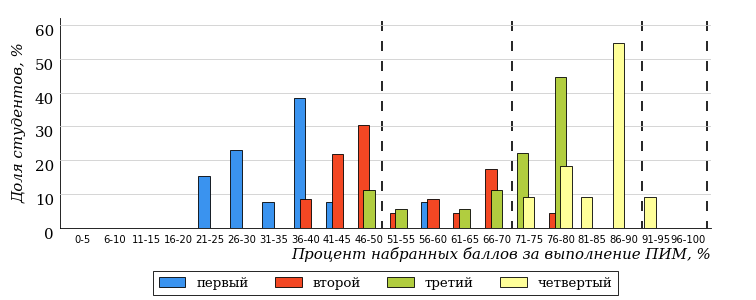 Доля студентов, %
60
50
40
30
20
10
0
0-5 6-10 11-15 16-20 21-25 26-30 31-35 36-40 41-45 46-50 51-55 56-60 61-65 66-70 71-75 76-80 81-85 86-90 91-95 96-100
Процент набранных баллов за выполнение ПИМ, %
первый второй третий четвертый